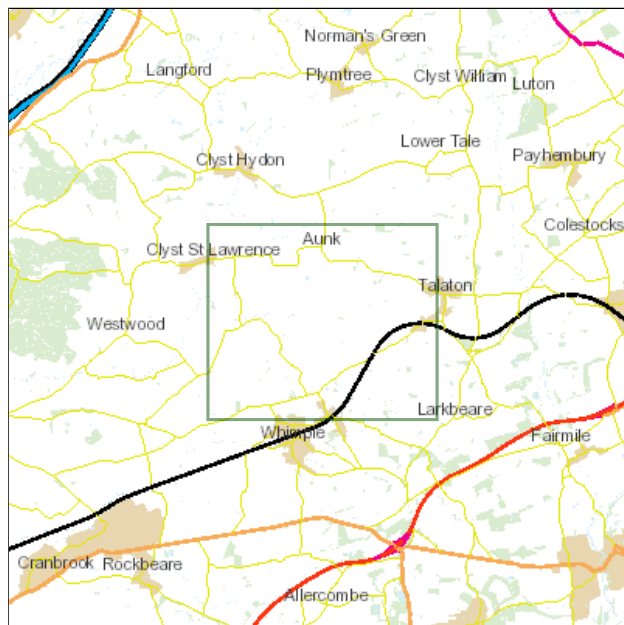 Norman's Green
Langford
Plymtree
Clyst William
Luton
Lower Tale
Clyst Hydon
Payhembury
Colestocks
Aunk
Clyst St Lawrence
Talaton
Westwood
Larkbeare
Whimple
Fairmile
Cranbrook
Rockbeare
Allercombe